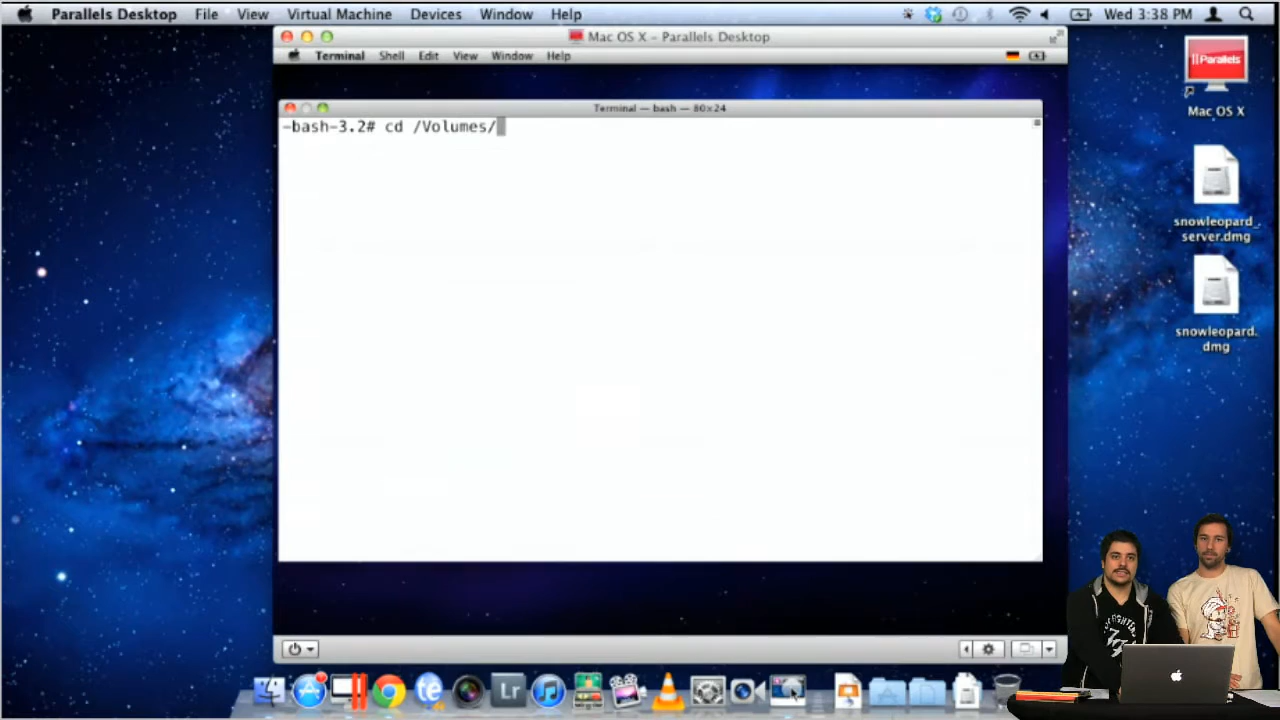 Parallels Desktop File View Virtual Machine Devices Window Help Wed 3:38 PM
Mac OS X - Parallels Desktop
Terminal Shell Edit View Window Help
Terminal — bash — 80×24
-bash-3.2# cd /Volumes/
Parallels
Mac OS X
snowleopard_
server.dmg
snowleopard.
dmg
te
Lr